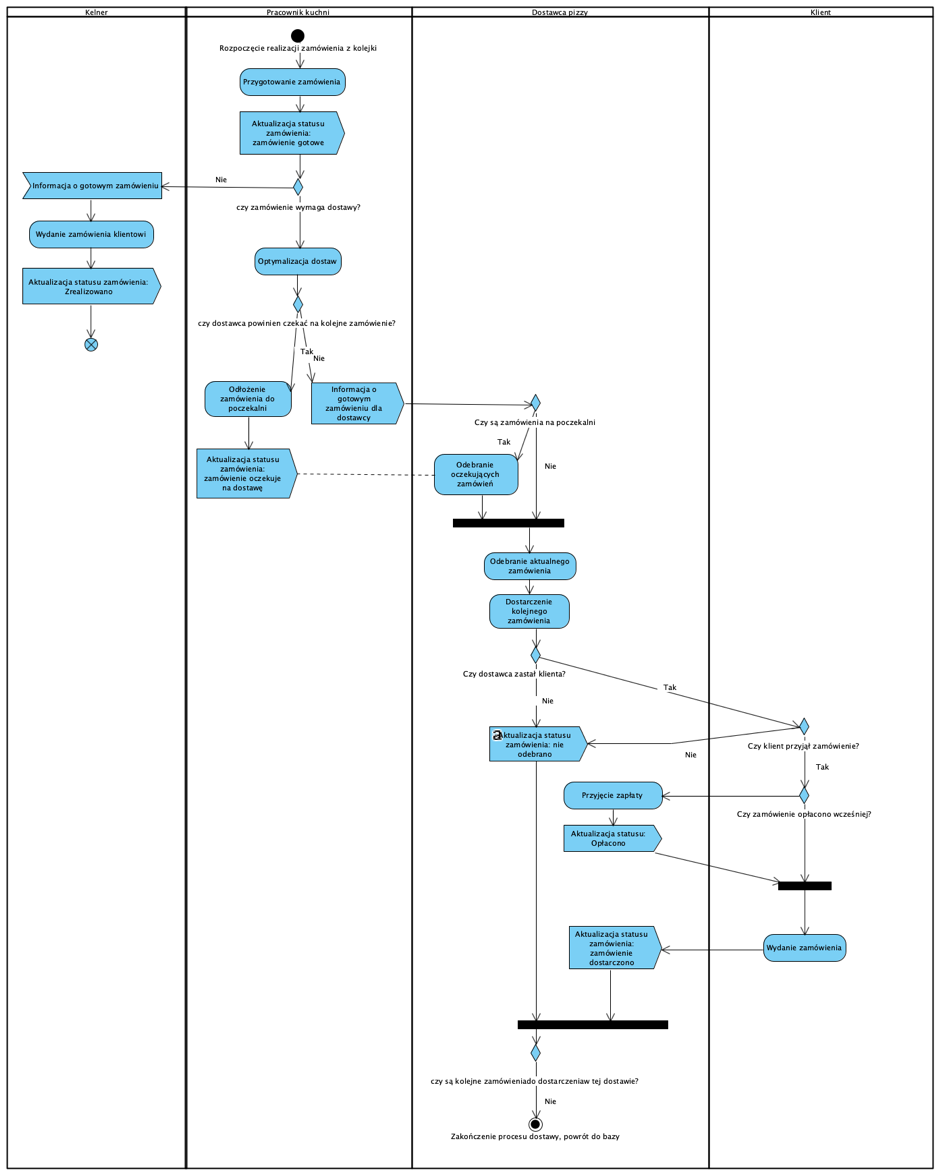 Kelner
Pracownik kuchni
Dostawca pizzy
Klient
Rozpoczęcie realizacji zamówienia z kolejki
Przygotowanie zamówienia
Aktualizacja statusu
zamówienia:
zamówienie gotowe
Nie
Informacja o gotowym zamówieniu
czy zamówienie wymaga dostawy?
Wydanie zamówienia klientowi
Optymalizacja dostaw
Aktualizacja statusu zamówienia:
Zrealizowano
czy dostawca powinien czekać na kolejne zamówienie?
Tak
Nie
Odłożenie
zamówienia do
poczekalni
Informacja o
gotowym
zamówieniu dla
dostawcy
Czy są zamówienia na poczekalni
Tak
Nie
Aktualizacja statusu
zamówienia:
zamówienie oczekuje
na dostawę
Odebranie
oczekujących
zamówień
Odebranie aktualnego
zamówienia
Dostarczenie
kolejnego
zamówienia
Czy dostawca zastał klienta?
Tak
Nie
a
Aktualizacja statusu
zamówienia: nie
odebrano
Nie
Czy klient przyjął zamówienie?
Tak
Przyjęcie zapłaty
Czy zamówienie opłacono wcześniej?
Aktualizacja statusu:
Opłacono
Aktualizacja statusu
zamówienia:
zamówienie
dostarczono
Wydanie zamówienia
czy są kolejne zamówieniado dostarczeniaw tej dostawie?
Nie
Zakończenie procesu dostawy, powrót do bazy